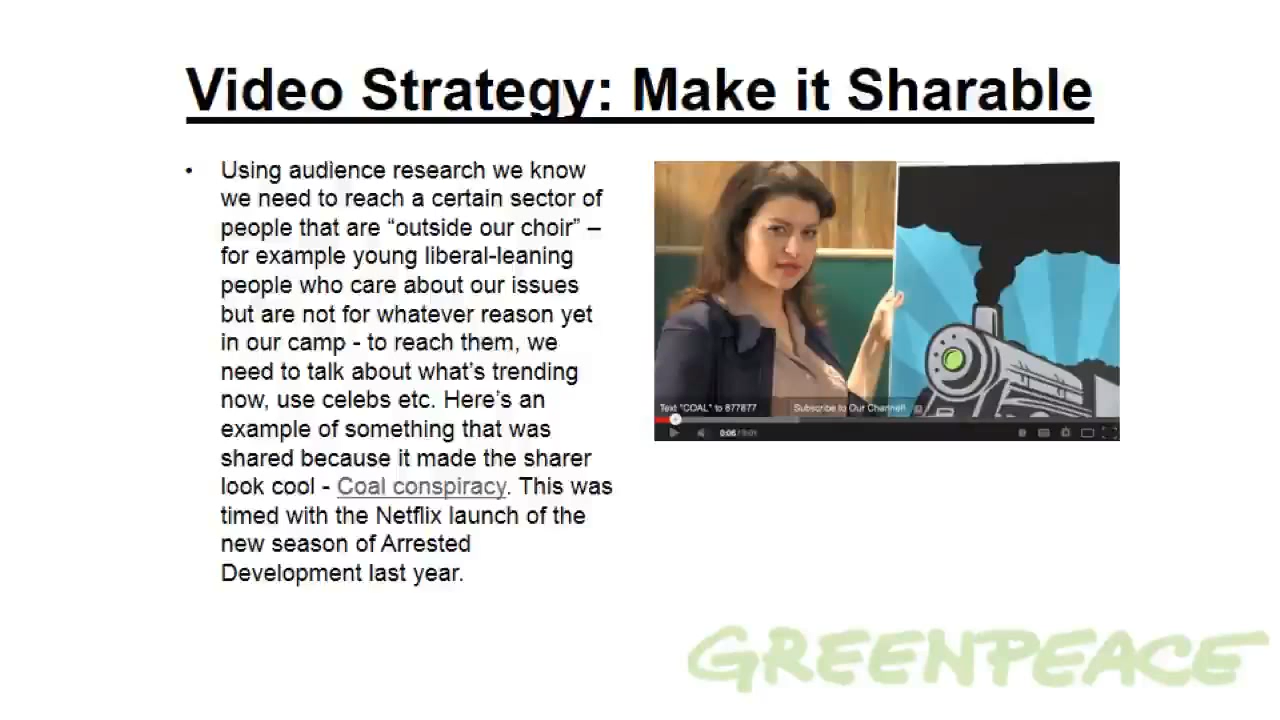 Video Strategy: Make it Sharable
• Using audience research we know
we need to reach a certain sector of
people that are “outside our choir” –
for example young liberal-leaning
people who care about our issues
but are not for whatever reason yet
in our camp - to reach them, we
need to talk about what’s trending
now, use celebs etc. Here’s an
example of something that was
shared because it made the sharer
look cool - Coal conspiracy. This was
timed with the Netflix launch of the
new season of Arrested
Development last year.
Text "COAL" to 877877
Subscribe to Our Channel!
0:06
GREENPEACE